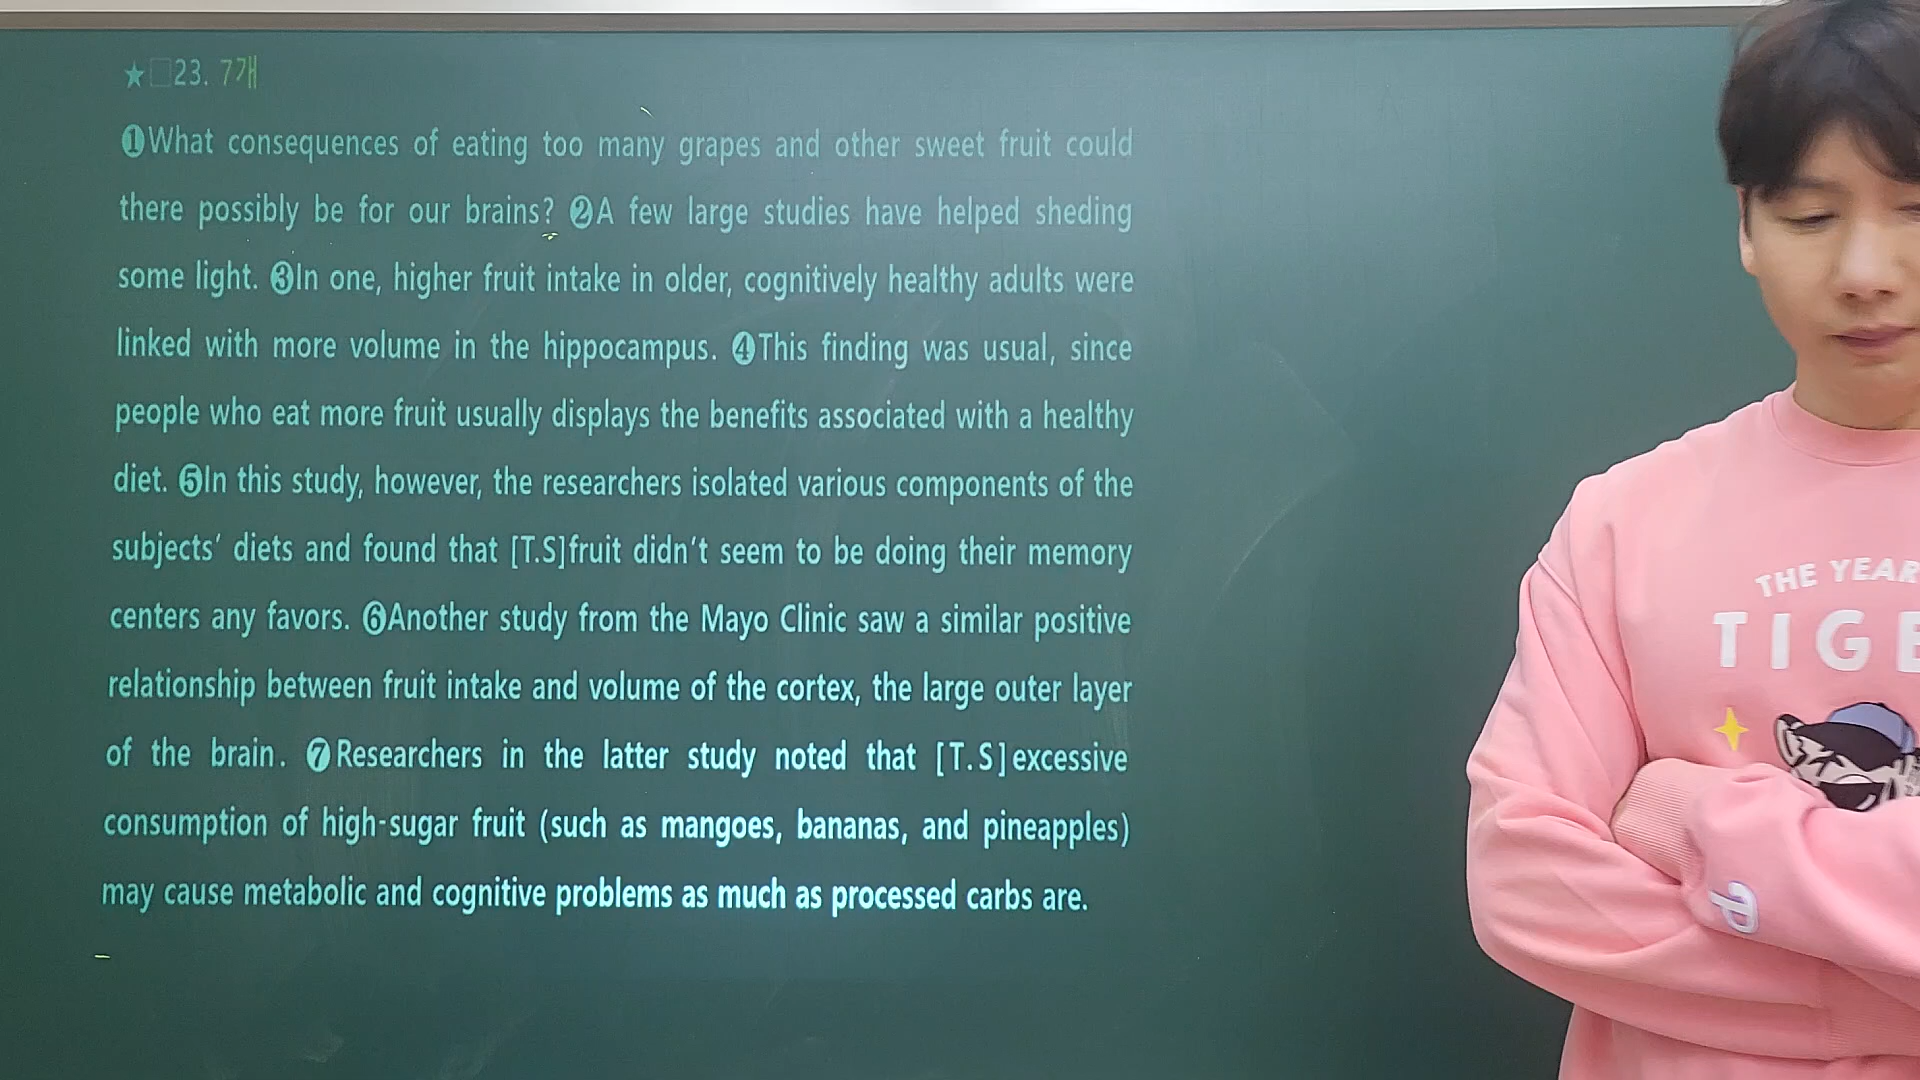 ★□23. 7개
❶What consequences of eating too many grapes and other sweet fruit could
there possibly be for our brains? ❷A few large studies have helped sheding
some light. ❸In one, higher fruit intake in older, cognitively healthy adults were
linked with more volume in the hippocampus. ❹This finding was usual, since
people who eat more fruit usually displays the benefits associated with a healthy
diet. ❺In this study, however, the researchers isolated various components of the
subjects’ diets and found that [T.S]fruit didn’t seem to be doing their memory
centers any favors. ❻Another study from the Mayo Clinic saw a similar positive
relationship between fruit intake and volume of the cortex, the large outer layer
of the brain. ❼Researchers in the latter study noted that [T.S]excessive
consumption of high-sugar fruit (such as mangoes, bananas, and pineapples)
may cause metabolic and cognitive problems as much as processed carbs are.
THE YEAR
TIGE